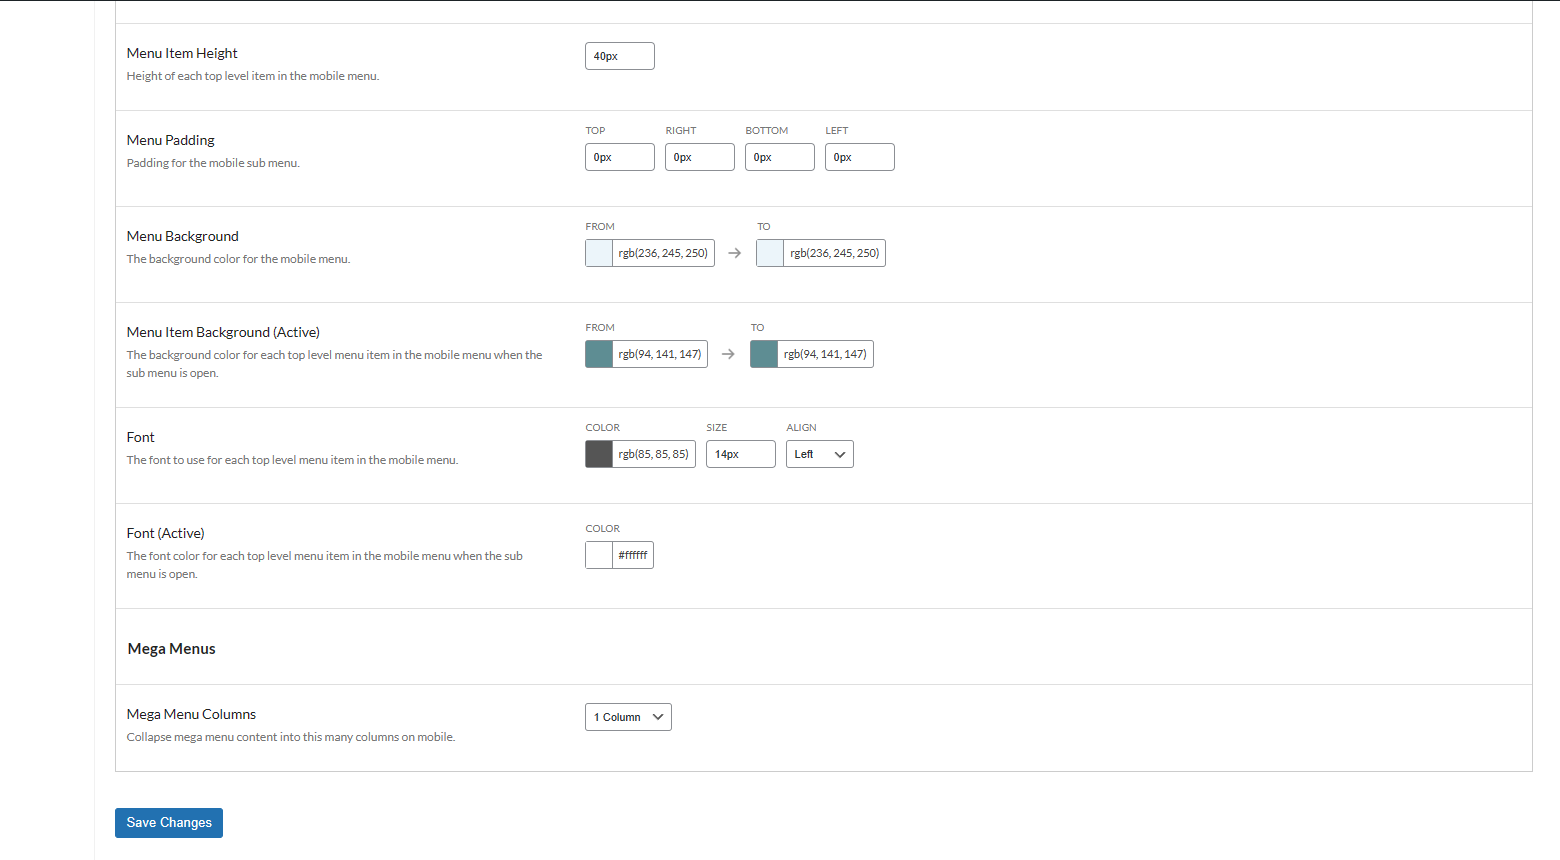 Menu Item Height
Height of each top level item in the mobile menu.
40px
Menu Padding
Padding for the mobile sub menu.
TOP RIGHT BOTTOM LEFT
0px 0px 0px 0px
Menu Background
The background color for the mobile menu.
FROM TO
rgb(236, 245, 250) → rgb(236, 245, 250)
Menu Item Background (Active)
The background color for each top level menu item in the mobile menu when the
sub menu is open.
FROM TO
rgb(94, 141, 147) → rgb(94, 141, 147)
Font
The font to use for each top level menu item in the mobile menu.
COLOR SIZE ALIGN
rgb(85, 85, 85) 14px Left
Font (Active)
The font color for each top level menu item in the mobile menu when the sub
menu is open.
COLOR
#ffffff
Mega Menus
Mega Menu Columns
Collapse mega menu content into this many columns on mobile.
1 Column
Save Changes